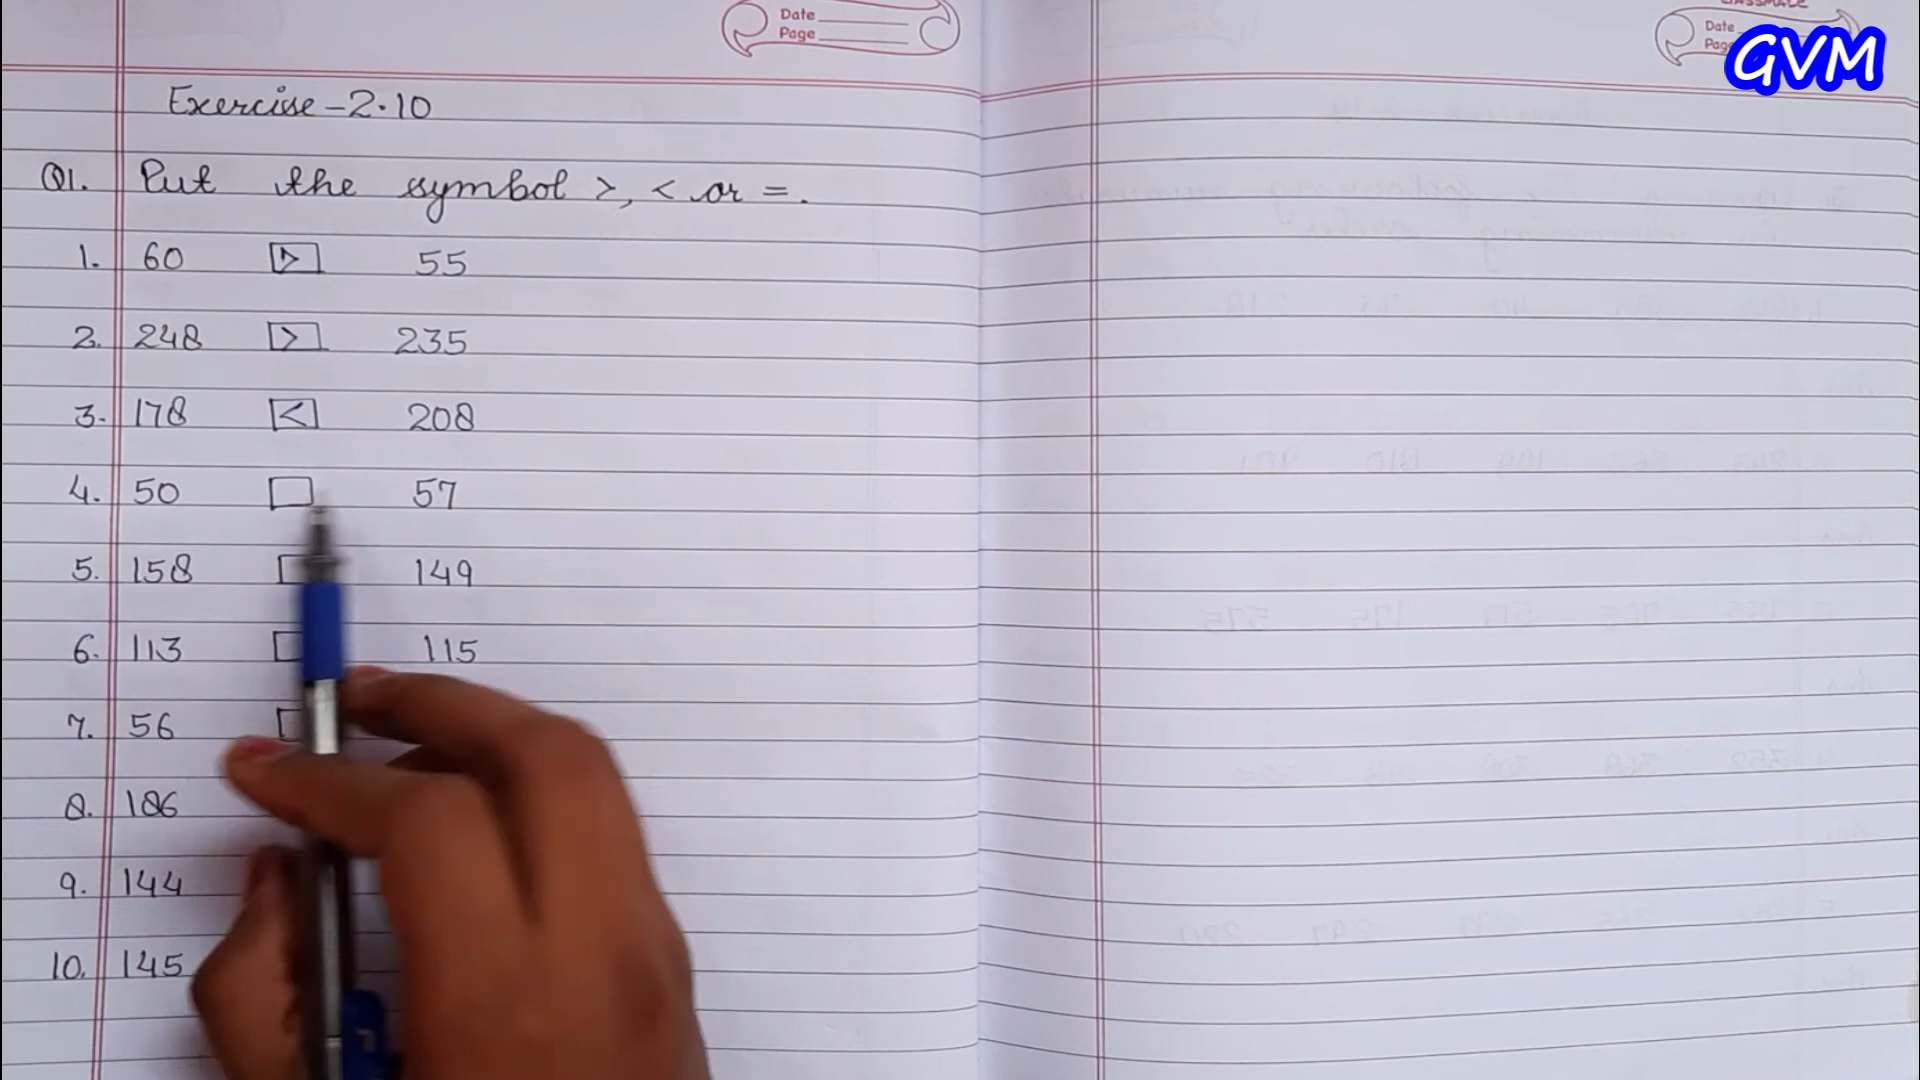 Date
Page
CLASSMATE
Date
Page
GVM
Exercise-2.10
Q1. Put the symbol >, < or =.
1. 60 > 55
2. 248 > 235
3. 178 < 208
4. 50 57
5. 158 149
6. 113 115
7. 56
8. 186
9. 144
10. 145